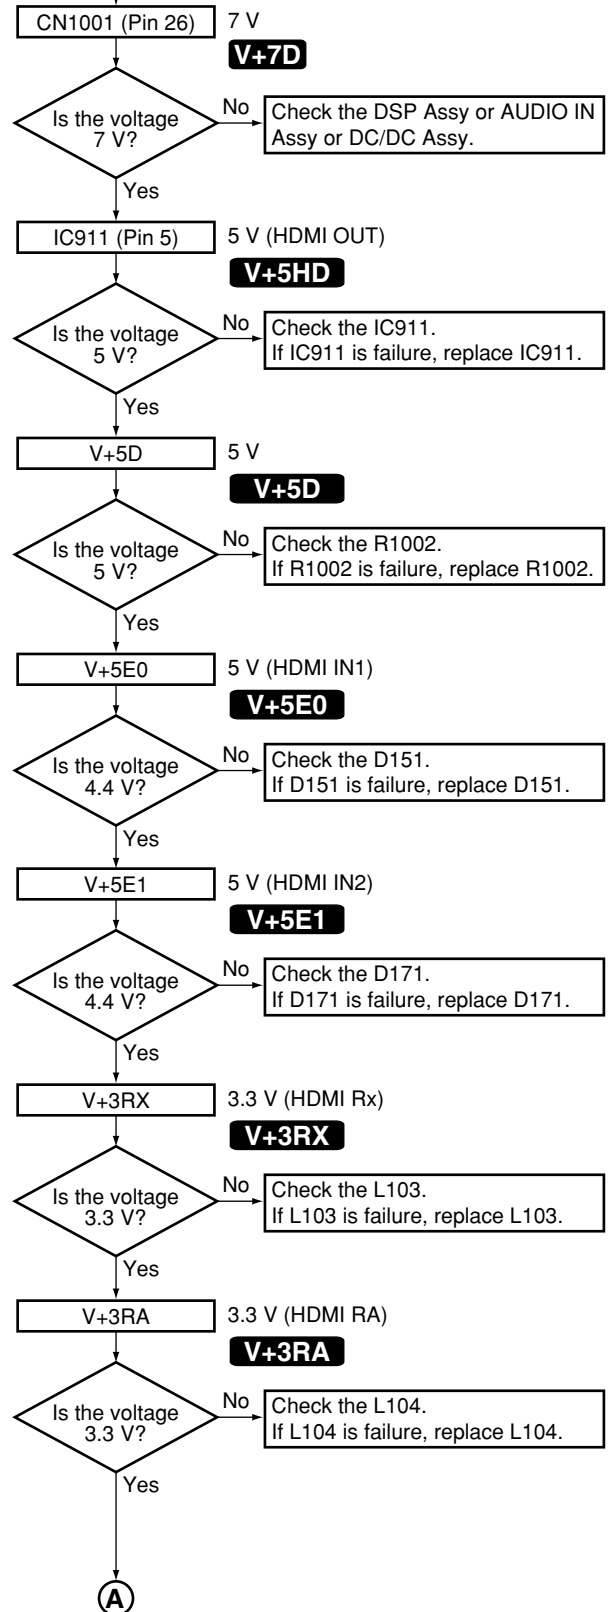 CN1001 (Pin 26)
7 V
V+7D
Is the voltage
7 V?
No
Check the DSP Assy or AUDIO IN
Assy or DC/DC Assy.
Yes
IC911 (Pin 5)
5 V (HDMI OUT)
V+5HD
Is the voltage
5 V?
No
Check the IC911.
If IC911 is failure, replace IC911.
Yes
V+5D
5 V
V+5D
Is the voltage
5 V?
No
Check the R1002.
If R1002 is failure, replace R1002.
Yes
V+5E0
5 V (HDMI IN1)
V+5E0
Is the voltage
4.4 V?
No
Check the D151.
If D151 is failure, replace D151.
Yes
V+5E1
5 V (HDMI IN2)
V+5E1
Is the voltage
4.4 V?
No
Check the D171.
If D171 is failure, replace D171.
Yes
V+3RX
3.3 V (HDMI Rx)
V+3RX
Is the voltage
3.3 V?
No
Check the L103.
If L103 is failure, replace L103.
Yes
V+3RA
3.3 V (HDMI RA)
V+3RA
Is the voltage
3.3 V?
No
Check the L104.
If L104 is failure, replace L104.
Yes
A